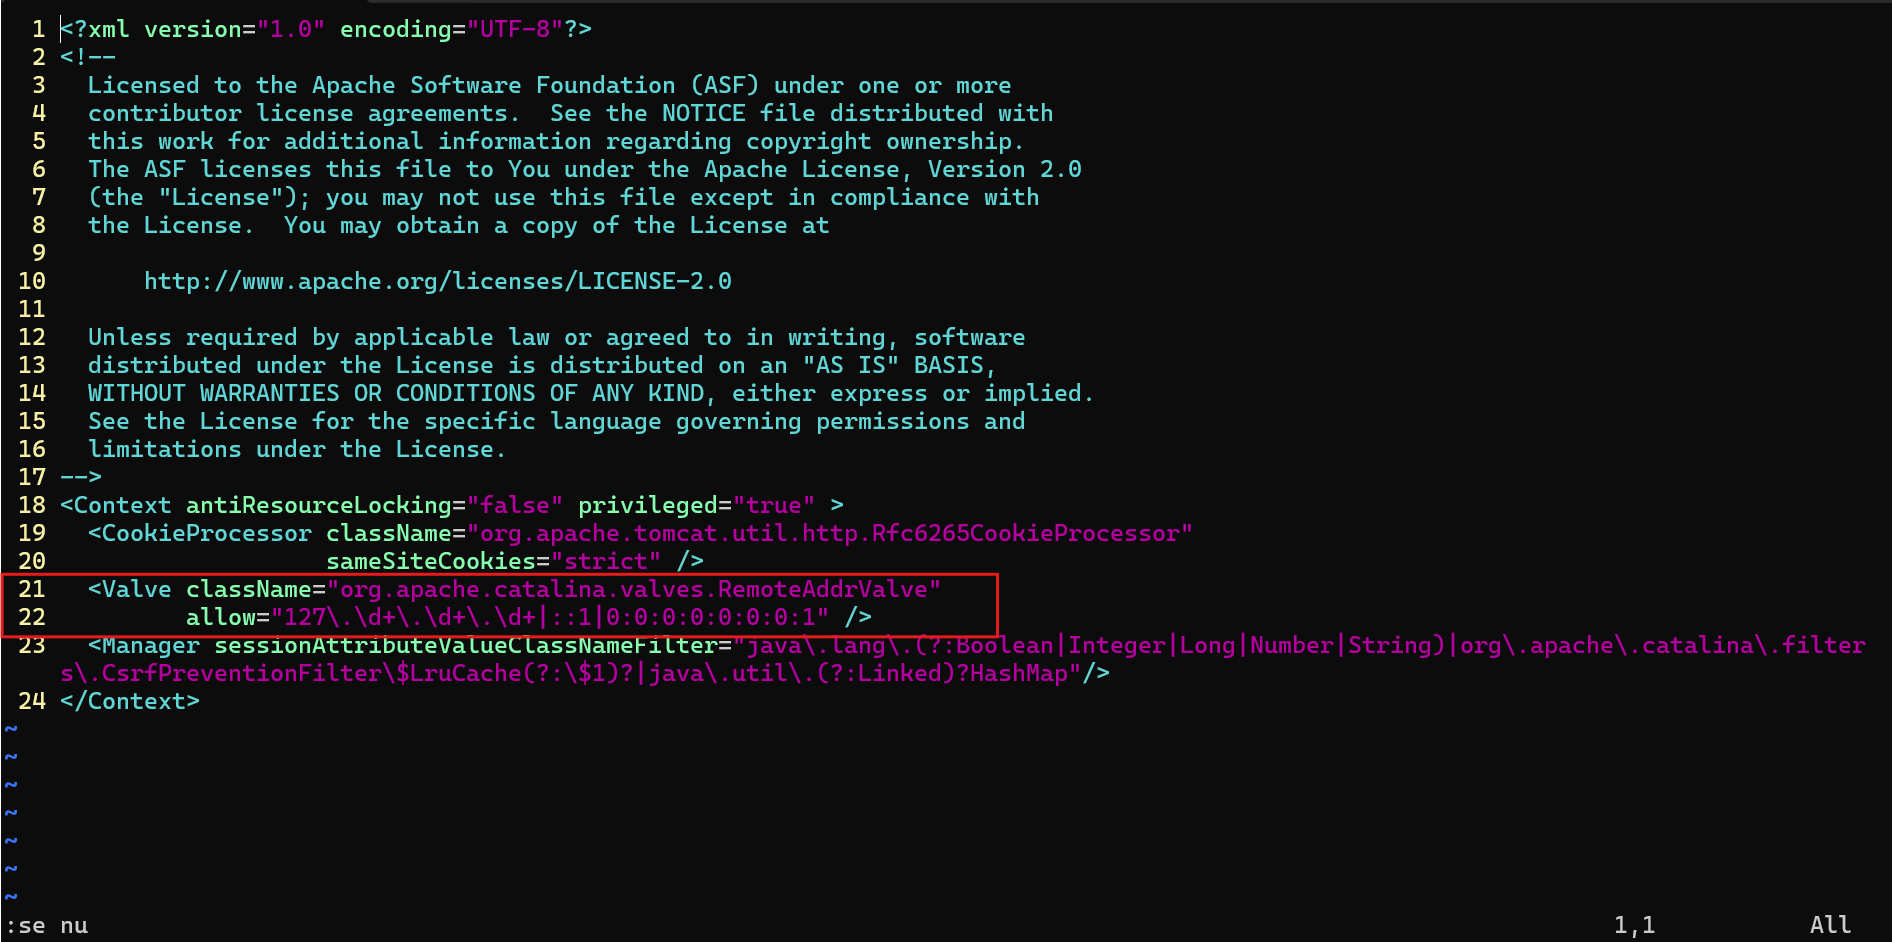 1 <?xml version="1.0" encoding="UTF-8"?>
2 <!--
3   Licensed to the Apache Software Foundation (ASF) under one or more
4   contributor license agreements.  See the NOTICE file distributed with
5   this work for additional information regarding copyright ownership.
6   The ASF licenses this file to You under the Apache License, Version 2.0
7   (the "License"); you may not use this file except in compliance with
8   the License.  You may obtain a copy of the License at
9
10       http://www.apache.org/licenses/LICENSE-2.0
11
12   Unless required by applicable law or agreed to in writing, software
13   distributed under the License is distributed on an "AS IS" BASIS,
14   WITHOUT WARRANTIES OR CONDITIONS OF ANY KIND, either express or implied.
15   See the License for the specific language governing permissions and
16   limitations under the License.
17 -->
18 <Context antiResourceLocking="false" privileged="true" >
19   <CookieProcessor className="org.apache.tomcat.util.http.Rfc6265CookieProcessor"
20                    sameSiteCookies="strict" />
21   <Valve className="org.apache.catalina.valves.RemoteAddrValve"
22          allow="127\.\d+\.\d+\.\d+|::1|0:0:0:0:0:0:0:1" />
23   <Manager sessionAttributeValueClassNameFilter="java\.lang\.(?:Boolean|Integer|Long|Number|String)|org\.apache\.catalina\.filter
s\.CsrfPreventionFilter\$LruCache(?:\$1)?|java\.util\.(?:Linked)?HashMap"/>
24 </Context>
~
~
~
~
~
~
~
:se nu 1,1 All